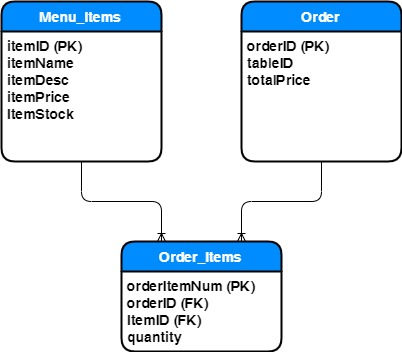 Menu_Items
itemID (PK)
itemName
itemDesc
itemPrice
ItemStock
Order
orderID (PK)
tableID
totalPrice
Order_Items
orderItemNum (PK)
orderID (FK)
ItemID (FK)
quantity